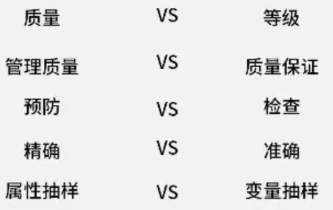 质量 VS 等级
管理质量 VS 质量保证
预防 VS 检查
精确 VS 准确
属性抽样 VS 变量抽样